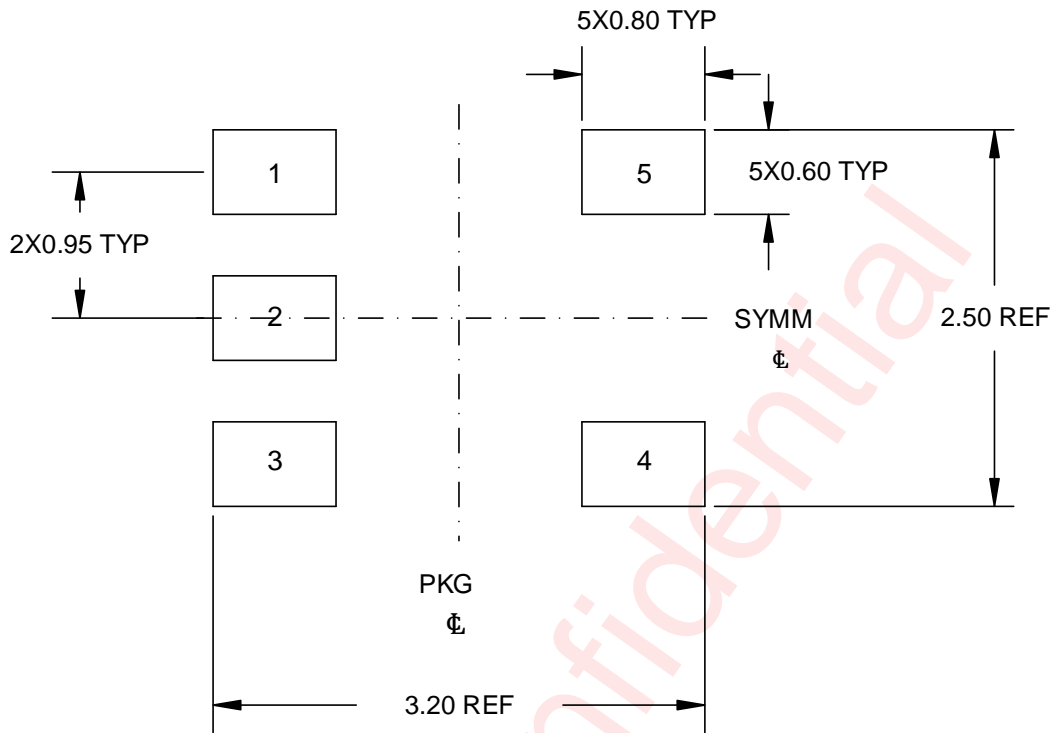 5X0.80 TYP
1
5
5X0.60 TYP
2X0.95 TYP
2
SYMM
℄
2.50 REF
3
4
PKG
℄
3.20 REF
nfidential